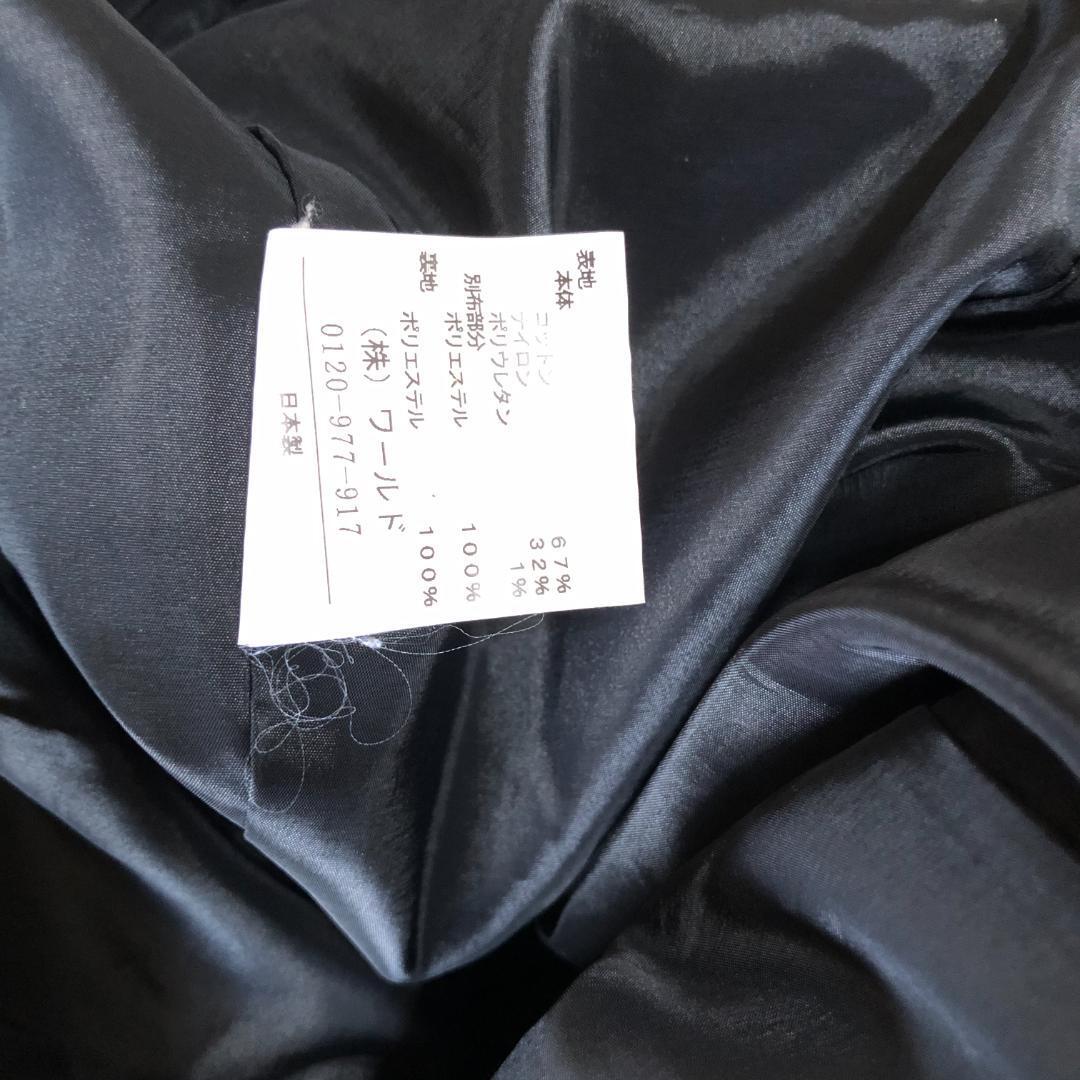 表地
本体
コットン 67%
ナイロン 32%
ポリウレタン 1%
別布部分
ポリエステル 100%
裏地
ポリエステル 100%
(株)ワールド
0120-977-917
日本製